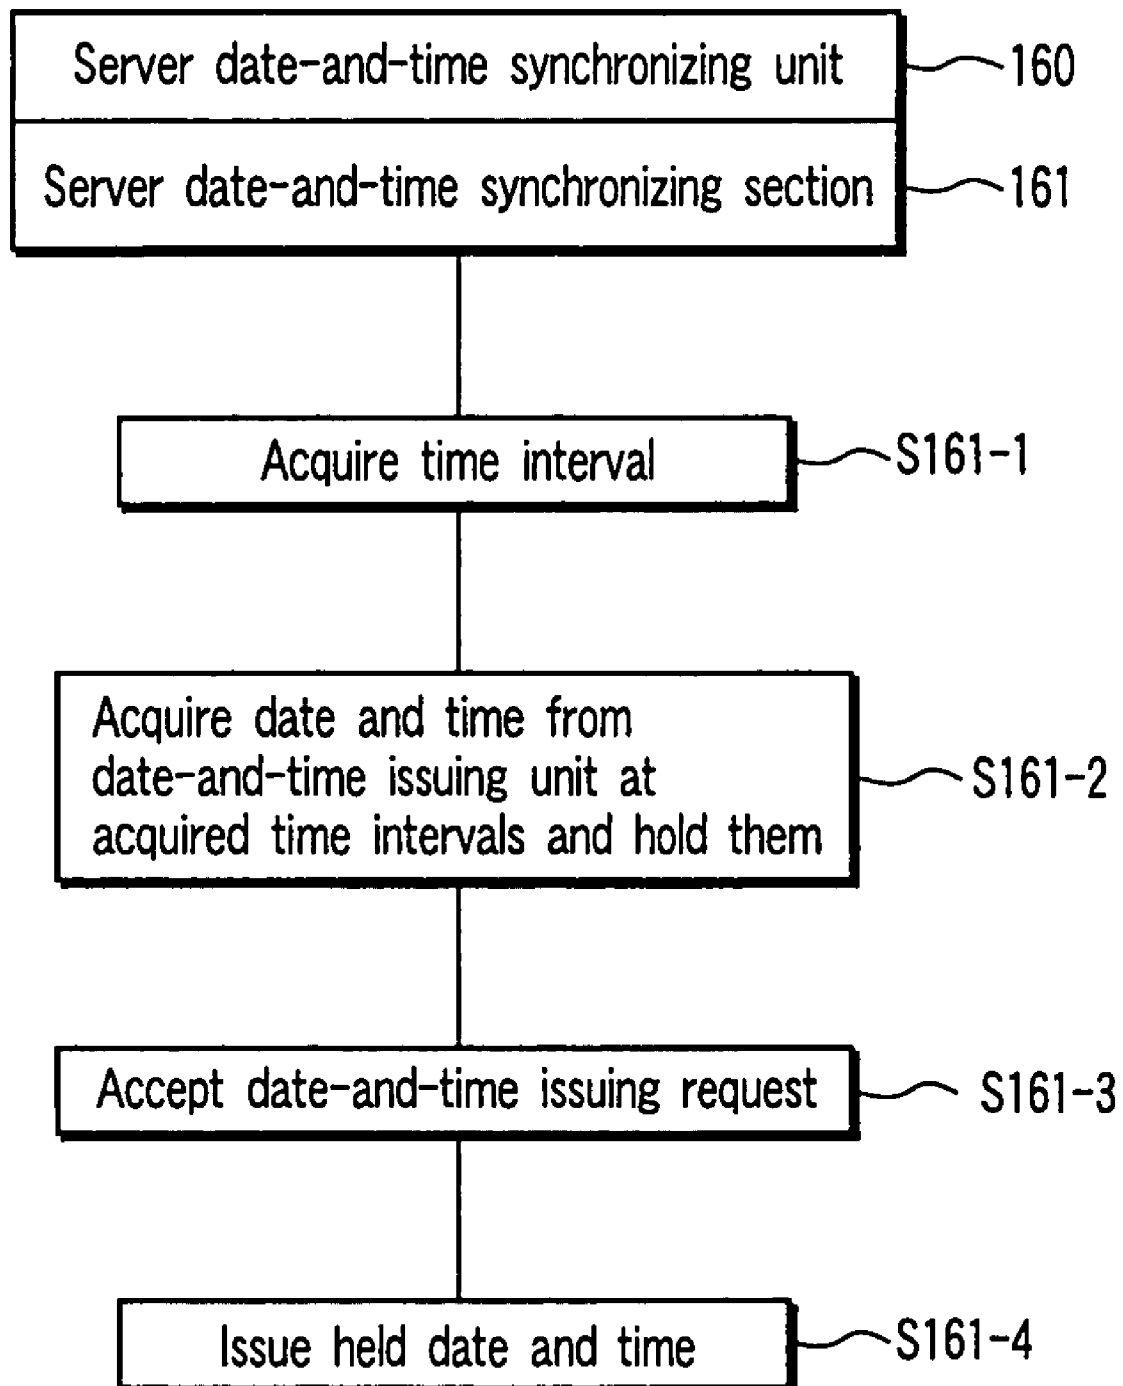 Server date-and-time synchronizing unit
160
Server date-and-time synchronizing section
161
Acquire time interval
S161-1
Acquire date and time from
date-and-time issuing unit at
acquired time intervals and hold them
S161-2
Accept date-and-time issuing request
S161-3
Issue held date and time
S161-4